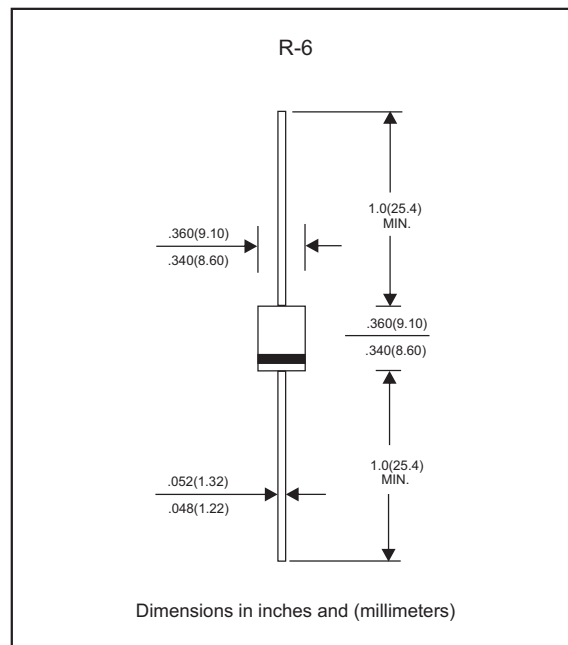 R-6
1.0(25.4)
MIN.
.360(9.10)
.340(8.60)
.360(9.10)
.340(8.60)
1.0(25.4)
MIN.
.052(1.32)
.048(1.22)
Dimensions in inches and (millimeters)